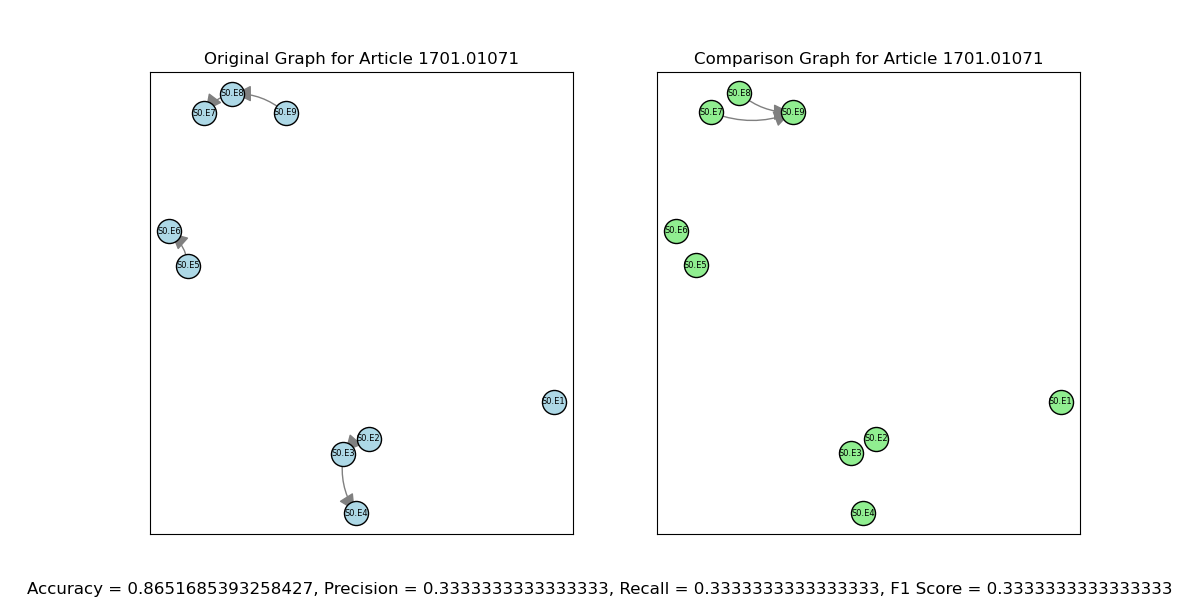 Original Graph for Article 1701.01071
Comparison Graph for Article 1701.01071
S0.E8
S0.E7
S0.E9
S0.E6
S0.E5
S0.E1
S0.E2
S0.E3
S0.E4
S0.E8
S0.E7
S0.E9
S0.E6
S0.E5
S0.E1
S0.E2
S0.E3
S0.E4
Accuracy = 0.8651685393258427, Precision = 0.3333333333333333, Recall = 0.3333333333333333, F1 Score = 0.3333333333333333